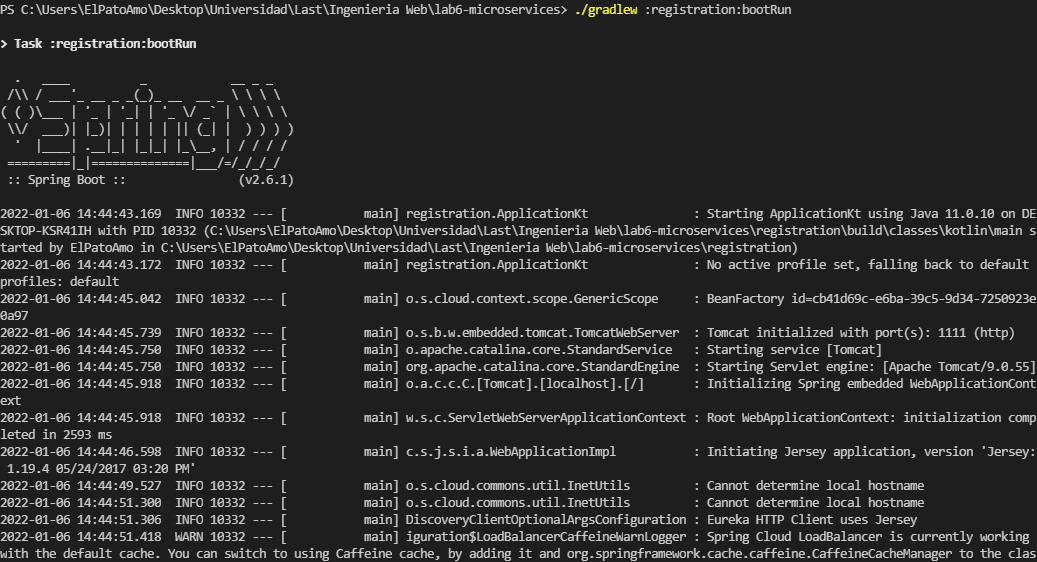 PS C:\Users\ElPatoAmo\Desktop\Universidad\Last\Ingenieria Web\lab6-microservices> ./gradlew :registration:bootRun
> Task :registration:bootRun
  .   ____          _            __ _ _
 /\\ / ___'_ __ _ _(_)_ __  __ _ \ \ \ \
( ( )\___ | '_ | '_| | '_ \/ _` | \ \ \ \
 \\/  ___)| |_)| | | | | || (_| |  ) ) ) )
  '  |____| .__|_| |_|_| |_\__, | / / / /
 =========|_|==============|___/=/_/_/_/
 :: Spring Boot ::                (v2.6.1)
2022-01-06 14:44:43.169  INFO 10332 --- [           main] registration.ApplicationKt               : Starting ApplicationKt using Java 11.0.10 on DE
SKTOP-KSR41IH with PID 10332 (C:\Users\ElPatoAmo\Desktop\Universidad\Last\Ingenieria Web\lab6-microservices\registration\build\classes\kotlin\main s
tarted by ElPatoAmo in C:\Users\ElPatoAmo\Desktop\Universidad\Last\Ingenieria Web\lab6-microservices\registration)
2022-01-06 14:44:43.172  INFO 10332 --- [           main] registration.ApplicationKt               : No active profile set, falling back to default
profiles: default
2022-01-06 14:44:45.042  INFO 10332 --- [           main] o.s.cloud.context.scope.GenericScope     : BeanFactory id=cb41d69c-e6ba-39c5-9d34-7250923e
0a97
2022-01-06 14:44:45.739  INFO 10332 --- [           main] o.s.b.w.embedded.tomcat.TomcatWebServer  : Tomcat initialized with port(s): 1111 (http)
2022-01-06 14:44:45.750  INFO 10332 --- [           main] o.apache.catalina.core.StandardService   : Starting service [Tomcat]
2022-01-06 14:44:45.750  INFO 10332 --- [           main] org.apache.catalina.core.StandardEngine  : Starting Servlet engine: [Apache Tomcat/9.0.55]
2022-01-06 14:44:45.918  INFO 10332 --- [           main] o.a.c.c.C.[Tomcat].[localhost].[/]       : Initializing Spring embedded WebApplicationCont
ext
2022-01-06 14:44:45.918  INFO 10332 --- [           main] w.s.c.ServletWebServerApplicationContext : Root WebApplicationContext: initialization comp
leted in 2593 ms
2022-01-06 14:44:46.598  INFO 10332 --- [           main] c.s.j.s.i.a.WebApplicationImpl           : Initiating Jersey application, version 'Jersey:
 1.19.4 05/24/2017 03:20 PM'
2022-01-06 14:44:49.527  INFO 10332 --- [           main] o.s.cloud.commons.util.InetUtils         : Cannot determine local hostname
2022-01-06 14:44:51.300  INFO 10332 --- [           main] o.s.cloud.commons.util.InetUtils         : Cannot determine local hostname
2022-01-06 14:44:51.306  INFO 10332 --- [           main] DiscoveryClientOptionalArgsConfiguration : Eureka HTTP Client uses Jersey
2022-01-06 14:44:51.418  WARN 10332 --- [           main] iguration$LoadBalancerCaffeineWarnLogger : Spring Cloud LoadBalancer is currently working
with the default cache. You can switch to using Caffeine cache, by adding it and org.springframework.cache.caffeine.CaffeineCacheManager to the clas